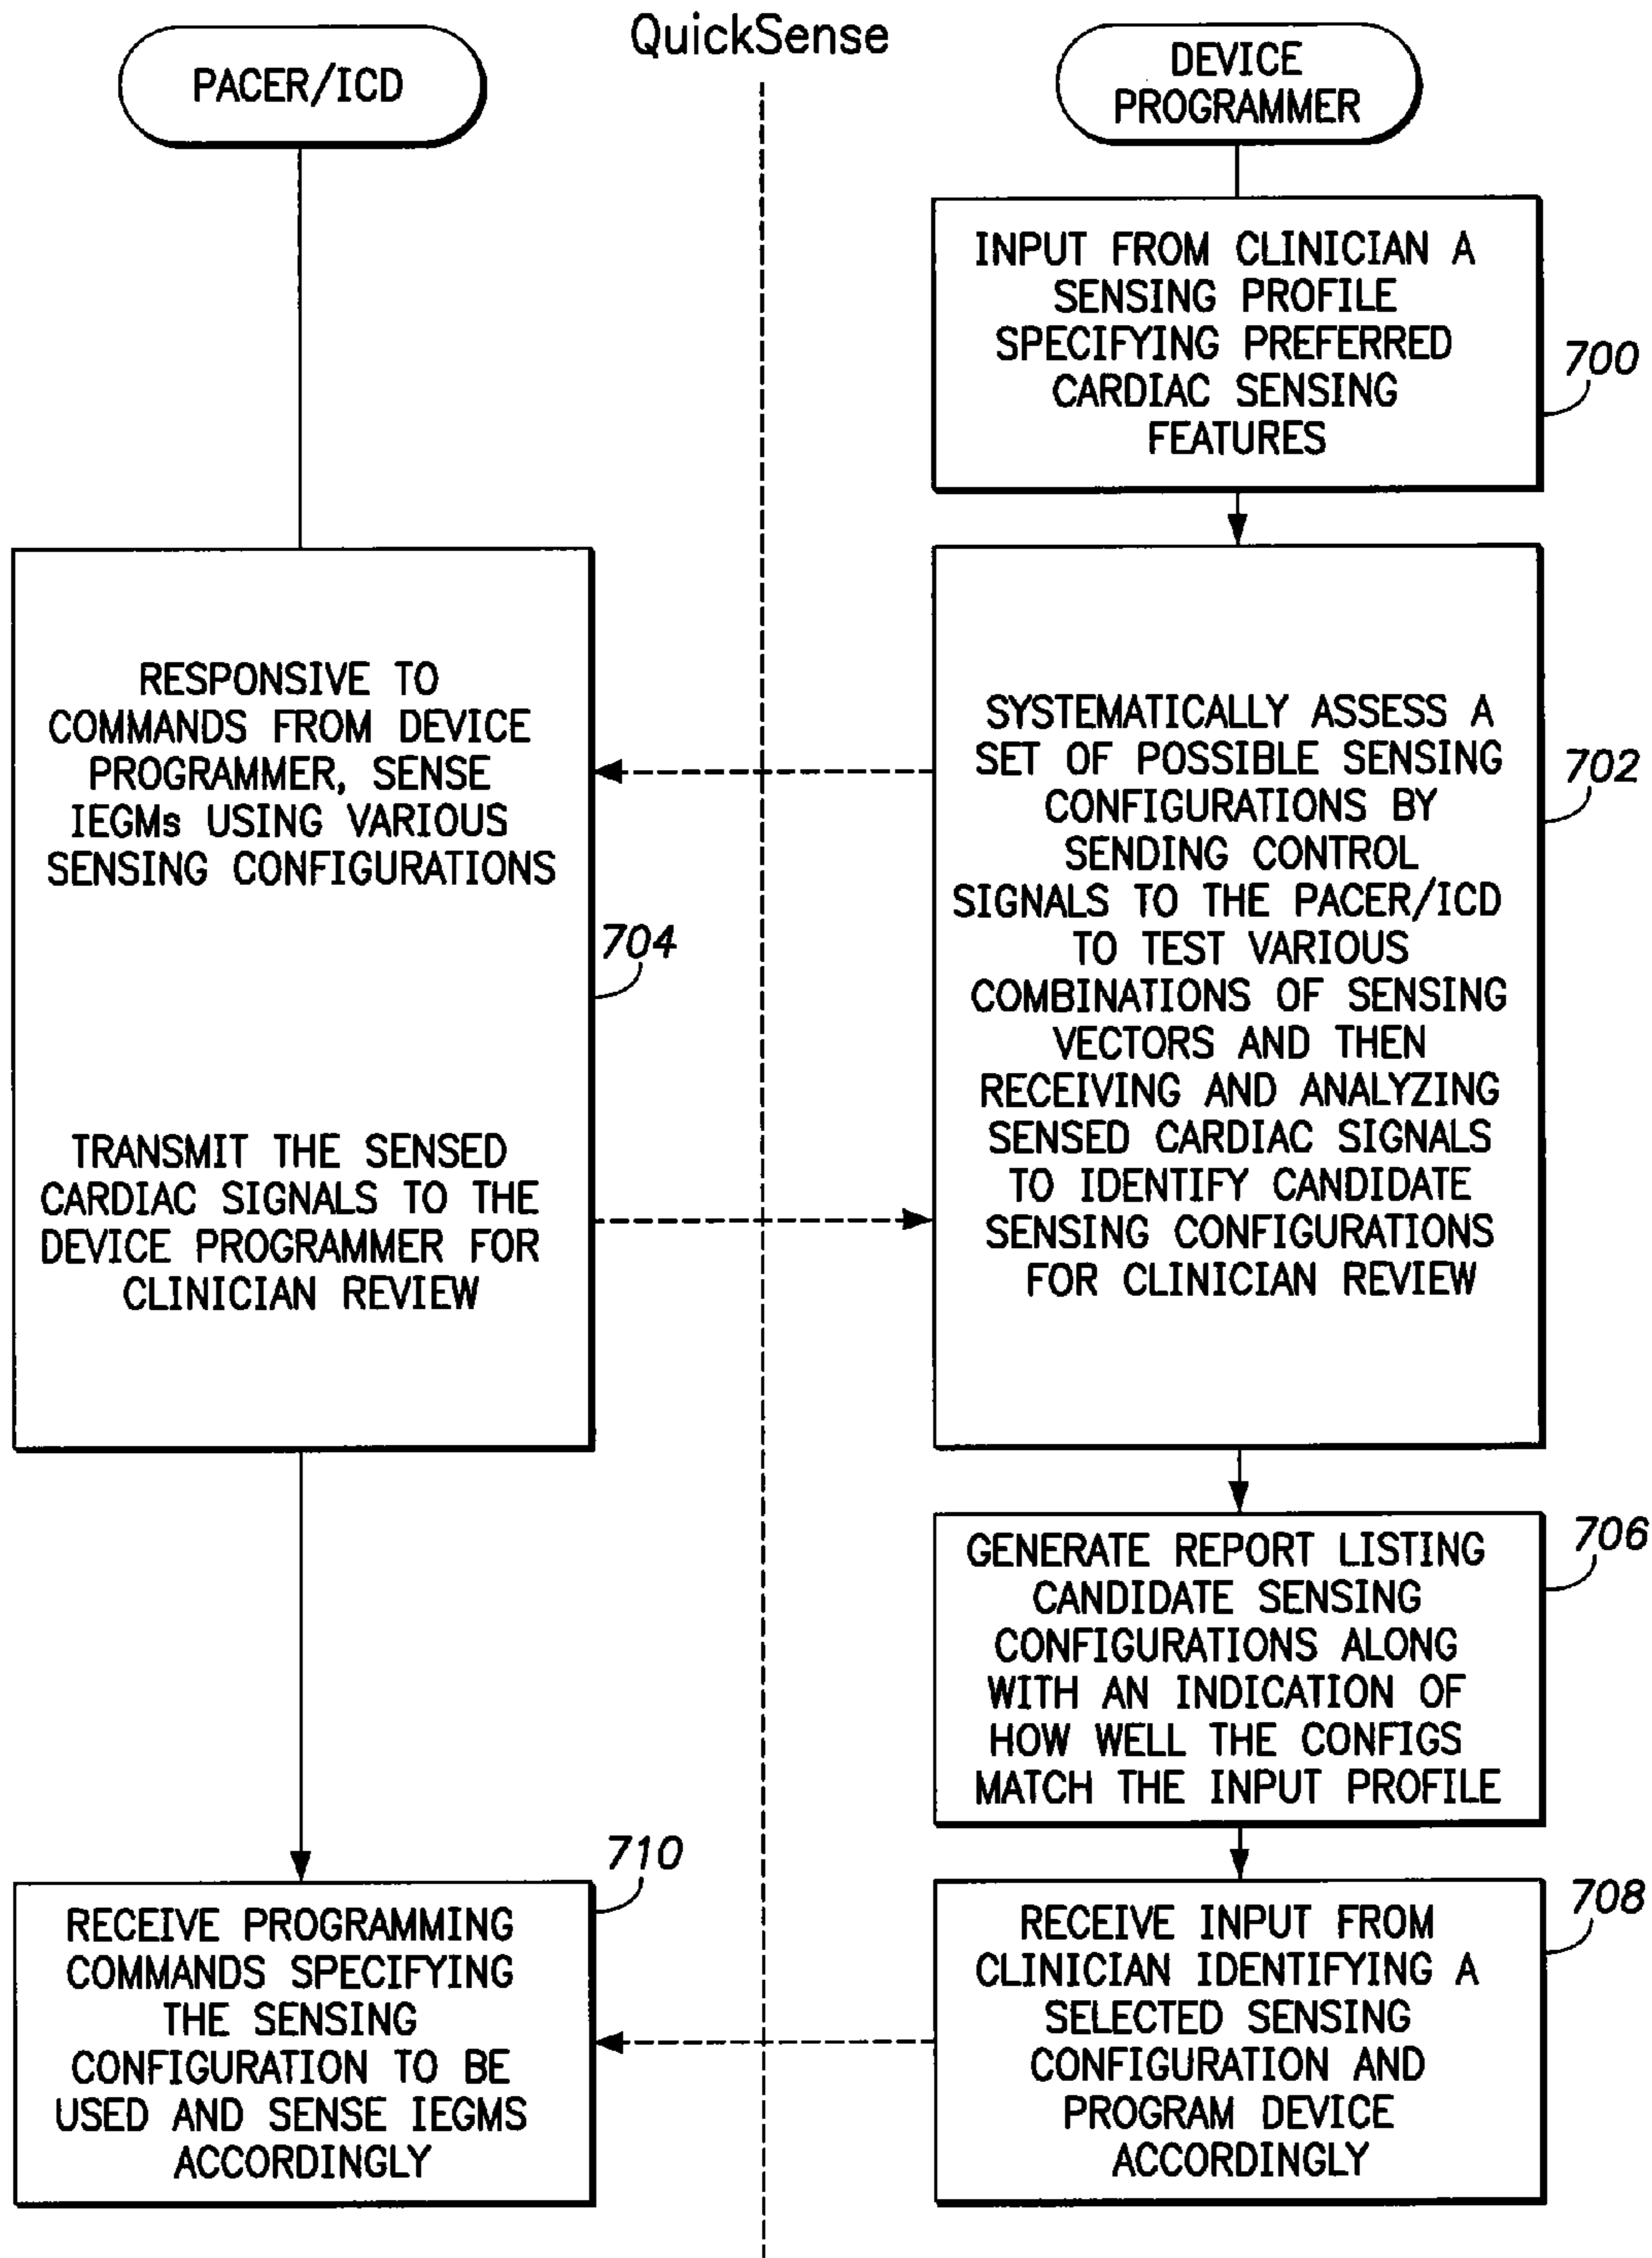 QuickSense
PACER/ICD
DEVICE
PROGRAMMER
INPUT FROM CLINICIAN A
SENSING PROFILE
SPECIFYING PREFERRED
CARDIAC SENSING
FEATURES
700
RESPONSIVE TO
COMMANDS FROM DEVICE
PROGRAMMER, SENSE
IEGMs USING VARIOUS
SENSING CONFIGURATIONS
TRANSMIT THE SENSED
CARDIAC SIGNALS TO THE
DEVICE PROGRAMMER FOR
CLINICIAN REVIEW
704
SYSTEMATICALLY ASSESS A
SET OF POSSIBLE SENSING
CONFIGURATIONS BY
SENDING CONTROL
SIGNALS TO THE PACER/ICD
TO TEST VARIOUS
COMBINATIONS OF SENSING
VECTORS AND THEN
RECEIVING AND ANALYZING
SENSED CARDIAC SIGNALS
TO IDENTIFY CANDIDATE
SENSING CONFIGURATIONS
FOR CLINICIAN REVIEW
702
GENERATE REPORT LISTING
CANDIDATE SENSING
CONFIGURATIONS ALONG
WITH AN INDICATION OF
HOW WELL THE CONFIGS
MATCH THE INPUT PROFILE
706
RECEIVE PROGRAMMING
COMMANDS SPECIFYING
THE SENSING
CONFIGURATION TO BE
USED AND SENSE IEGMS
ACCORDINGLY
710
RECEIVE INPUT FROM
CLINICIAN IDENTIFYING A
SELECTED SENSING
CONFIGURATION AND
PROGRAM DEVICE
ACCORDINGLY
708